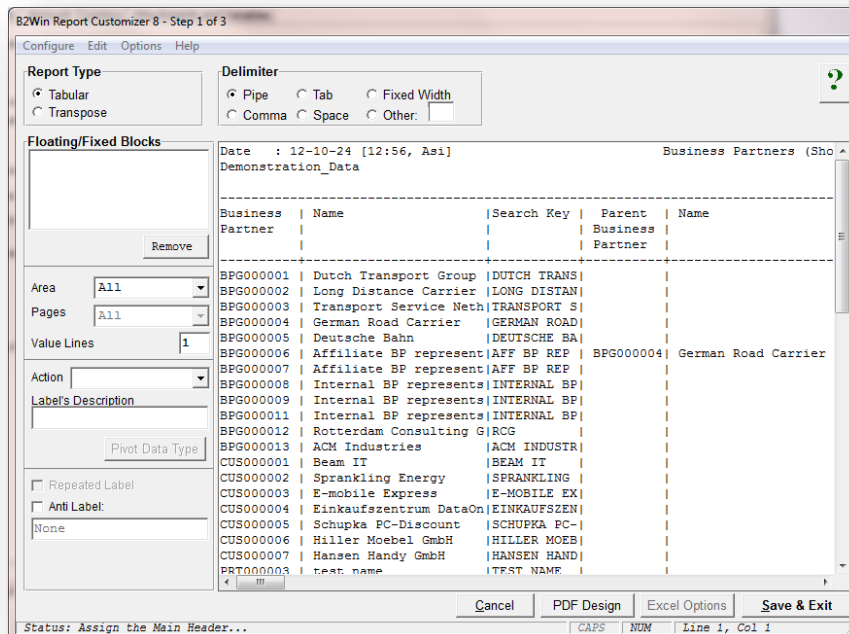 B2Win Report Customizer 8 - Step 1 of 3
Configure Edit Options Help
Report Type
Tabular
Transpose
Delimiter
Pipe Tab Fixed Width
Comma Space Other:
?
Floating/Fixed Blocks
Remove
Area All
Pages All
Value Lines 1
Action
Label's Description
Pivot Data Type
Repeated Label
Anti Label:
None
Date : 12-10-24 [12:56, Asi] Business Partners (Sho
Demonstration_Data
Business | Name |Search Key | Parent | Name
Partner | | | Business |
| | | Partner |
BPG000001 | Dutch Transport Group |DUTCH TRANS| |
BPG000002 | Long Distance Carrier |LONG DISTAN| |
BPG000003 | Transport Service Neth|TRANSPORT S| |
BPG000004 | German Road Carrier |GERMAN ROAD| |
BPG000005 | Deutsche Bahn |DEUTSCHE BA| |
BPG000006 | Affiliate BP represent|AFF BP REP | BPG000004| German Road Carrier
BPG000007 | Affiliate BP represent|AFF BP REP | |
BPG000008 | Internal BP represents|INTERNAL BP| |
BPG000009 | Internal BP represents|INTERNAL BP| |
BPG000011 | Internal BP represents|INTERNAL BP| |
BPG000012 | Rotterdam Consulting G|RCG | |
BPG000013 | ACM Industries |ACM INDUSTR| |
CUS000001 | Beam IT |BEAM IT | |
CUS000002 | Sprankling Energy |SPRANKLING | |
CUS000003 | E-mobile Express |E-MOBILE EX| |
CUS000004 | Einkaufszentrum DataOn|EINKAUFSZEN| |
CUS000005 | Schupka PC-Discount |SCHUPKA PC-| |
CUS000006 | Hiller Moebel GmbH |HILLER MOEB| |
CUS000007 | Hansen Handy GmbH |HANSEN HAND| |
PRT000003 | test name |TEST NAME | |
Cancel PDF Design Excel Options Save & Exit
Status: Assign the Main Header... CAPS NUM Line 1, Col 1